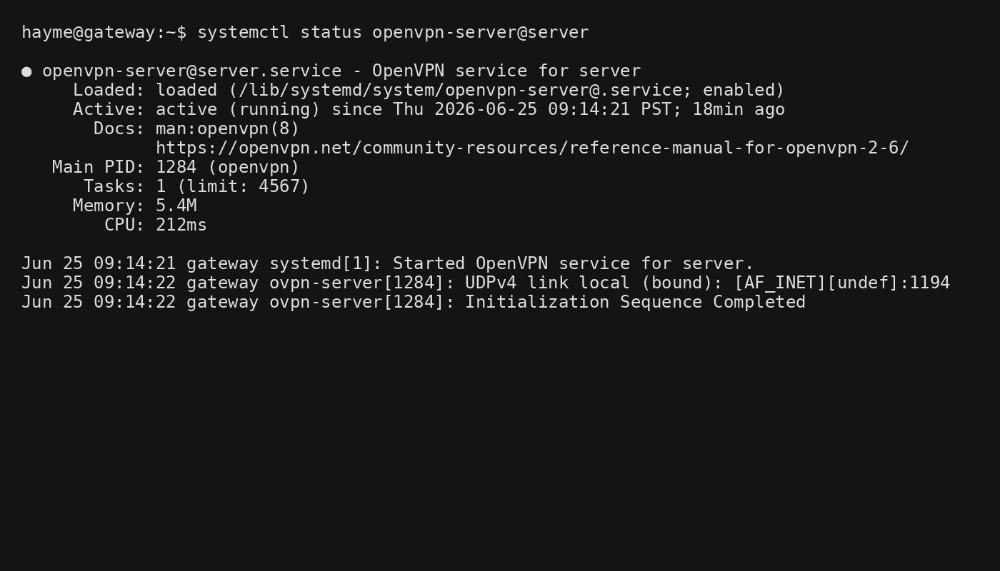 hayme@gateway:~$ systemctl status openvpn-server@server
● openvpn-server@server.service - OpenVPN service for server
Loaded: loaded (/lib/systemd/system/openvpn-server@.service; enabled)
Active: active (running) since Thu 2026-06-25 09:14:21 PST; 18min ago
Docs: man:openvpn(8)
https://openvpn.net/community-resources/reference-manual-for-openvpn-2-6/
Main PID: 1284 (openvpn)
Tasks: 1 (limit: 4567)
Memory: 5.4M
CPU: 212ms
Jun 25 09:14:21 gateway systemd[1]: Started OpenVPN service for server.
Jun 25 09:14:22 gateway ovpn-server[1284]: UDPv4 link local (bound): [AF_INET][undef]:1194
Jun 25 09:14:22 gateway ovpn-server[1284]: Initialization Sequence Completed